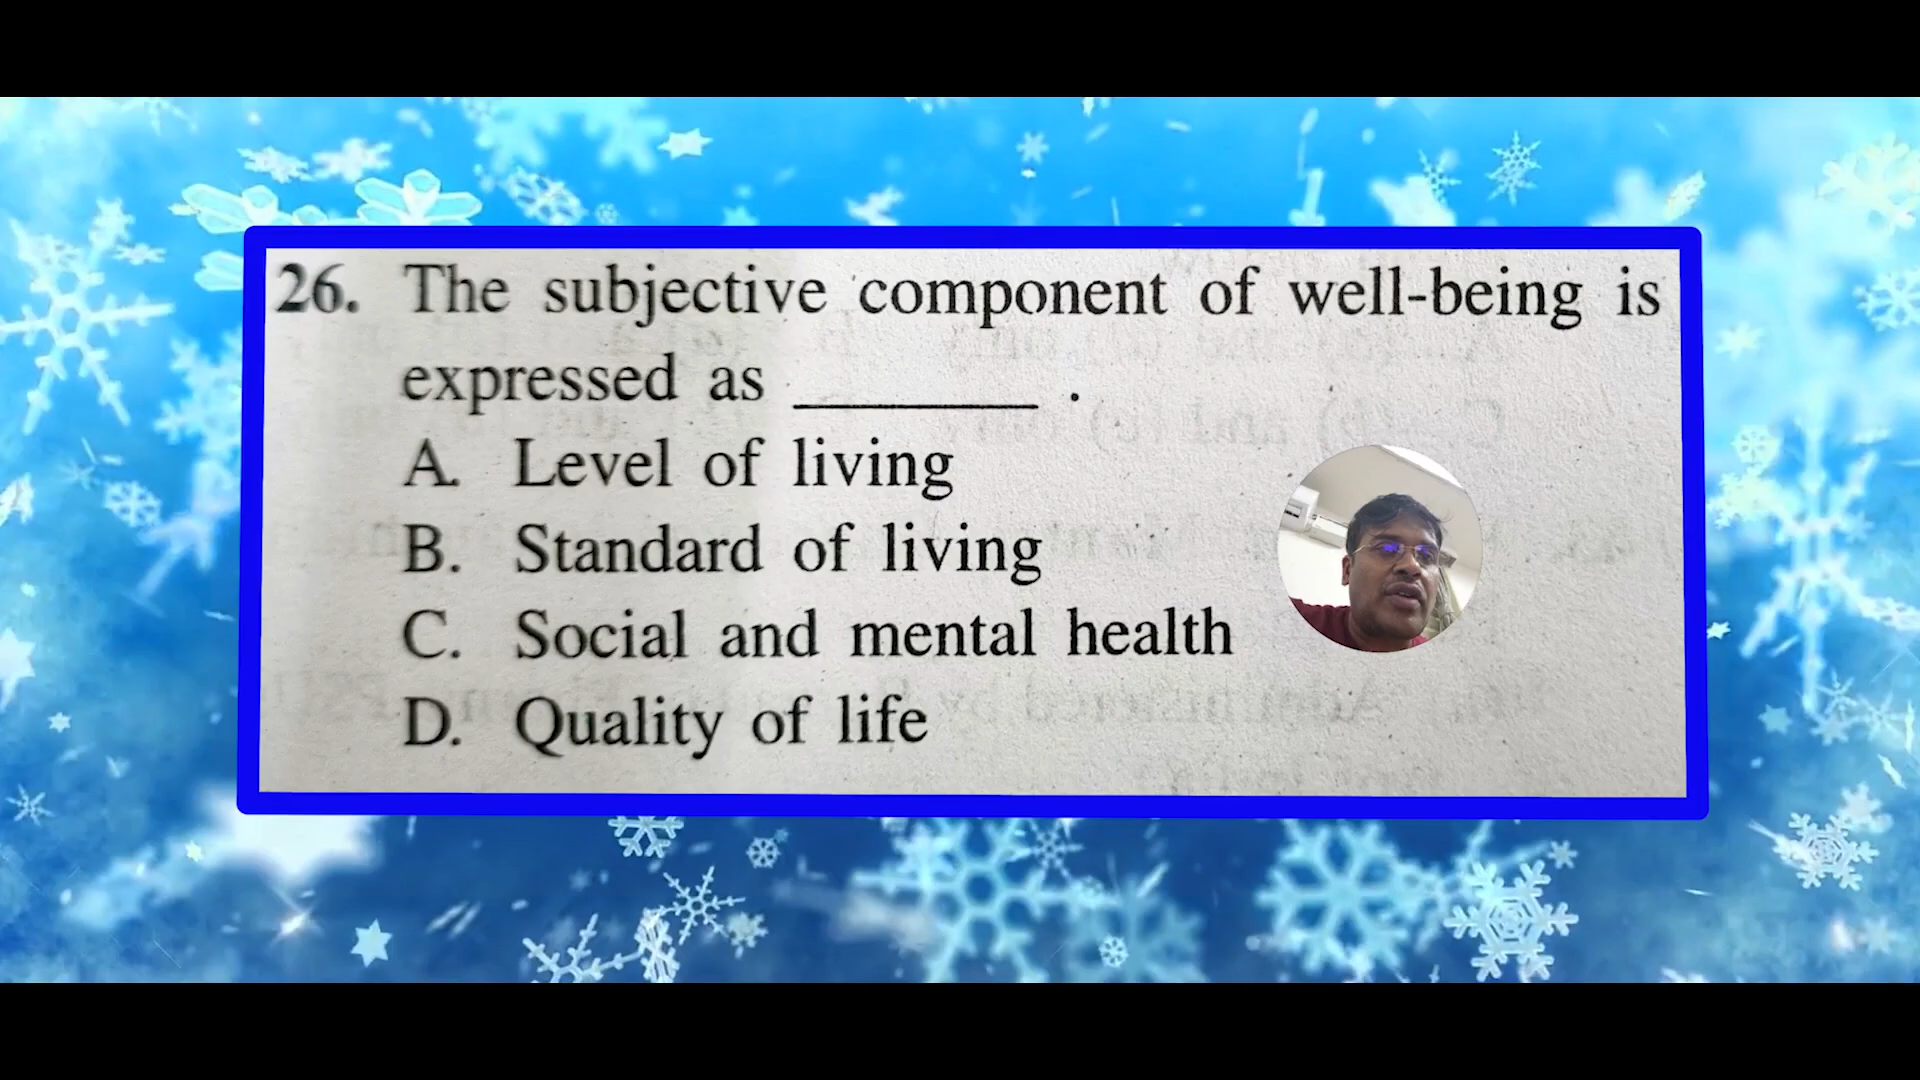 26. The subjective component of well-being is
expressed as ________ .
A. Level of living
B. Standard of living
C. Social and mental health
D. Quality of life